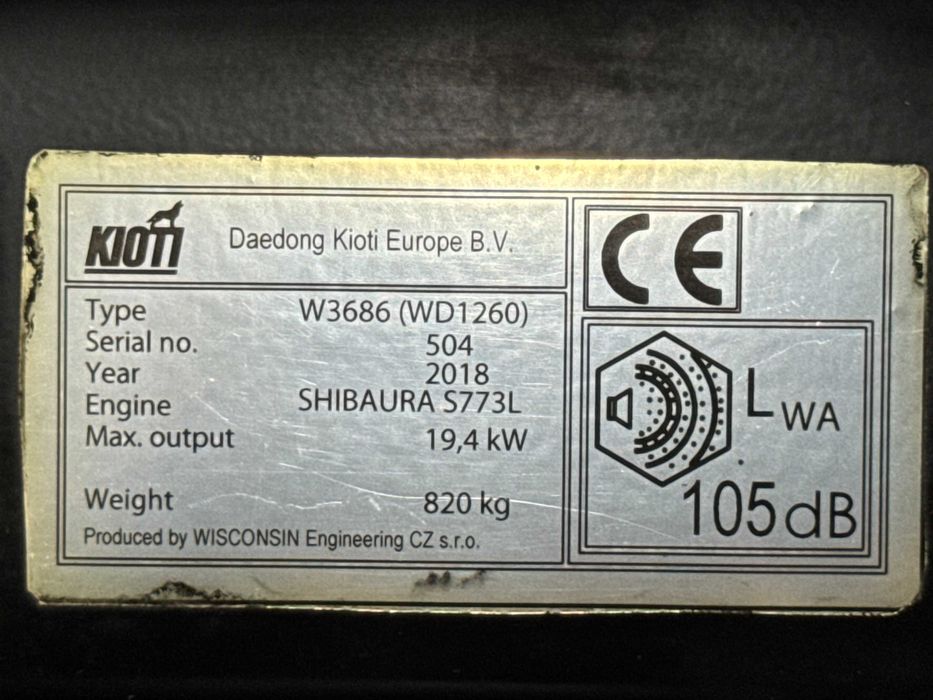 KIOTI Daedong Kioti Europe B.V.
CE
Type W3686 (WD1260)
Serial no. 504
Year 2018
Engine SHIBAURA S773L
Max. output 19,4 kW
Weight 820 kg
Produced by WISCONSIN Engineering CZ s.r.o.
LWA
105dB